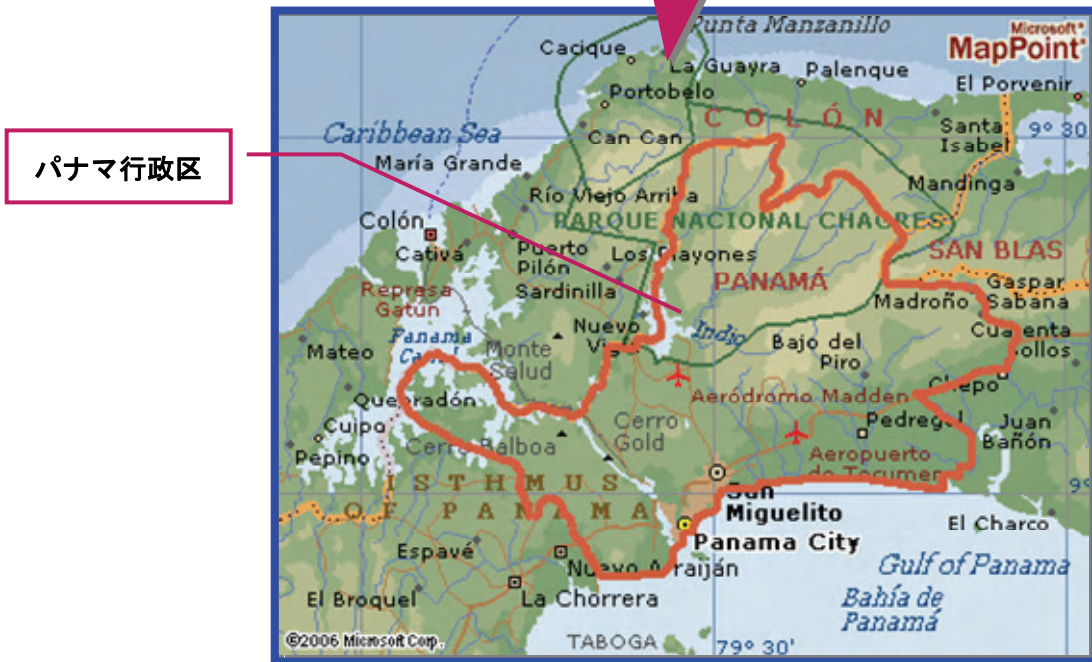 パナマ行政区
Punta Manzanillo
Microsoft®
MapPoint®
Cacique
La Guayra
Palenque
El Porvenir
Portobelo
COLÓN
Caribbean Sea
Can Can
Santa
Isabel
9° 30
María Grande
Mandinga
Río Viejo Arriba
PARQUE NACIONAL CHAGRES
Colón
Cativá
Puerto
Pilón
Los Playones
SAN BLAS
Sardinilla
PANAMÁ
Gaspar
Sabana
Represa
Gatún
Madroño
Panama
Canal
Nuevo
Indio
Mateo
Monte
Salud
Bajo del
Piro
Chepo
Quebradón
Aeródromo Madden
Cuipo
Cerro
Gold
Pedregal
Juan
Bañón
Pepino
Cerro Balboa
Aeropuerto
de Tocumen
ISTHMUS
OF PANAMA
9°
San
Miguelito
El Charco
Panama City
Espavé
Nuevo Arraiján
Gulf of Panama
El Broquel
La Chorrera
Bahía de
Panamá
©2006 Microsoft Corp.
TABOGA
79° 30'